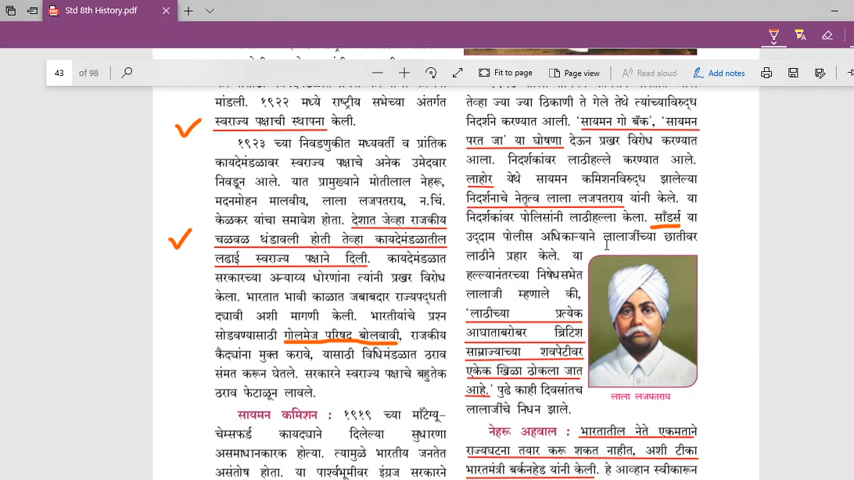 Std 8th History.pdf
43 of 98
Fit to page
Page view
Read aloud
Add notes
मांडली. १९२२ मध्ये राष्ट्रीय सभेच्या अंतर्गत
स्वराज्य पक्षाची स्थापना केली.
१९२३ च्या निवडणुकीत मध्यवर्ती व प्रांतिक
कायदेमंडळावर स्वराज्य पक्षाचे अनेक उमेदवार
निवडून आले. यात प्रामुख्याने मोतीलाल नेहरू,
मदनमोहन मालवीय, लाला लजपतराय, न.चिं.
केळकर यांचा समावेश होता. देशात जेव्हा राजकीय
चळवळ थंडावली होती तेव्हा कायदेमंडळातील
लढाई स्वराज्य पक्षाने दिली. कायदेमंडळात
सरकारच्या अन्याय्य धोरणांना त्यांनी प्रखर विरोध
केला. भारतात भावी काळात जबाबदार राज्यपद्धती
द्यावी अशी मागणी केली. भारतीयांचे प्रश्न
सोडवण्यासाठी गोलमेज परिषद बोलवावी, राजकीय
कैद्यांना मुक्त करावे, यासाठी विधिमंडळात ठराव
संमत करून घेतले. सरकारने स्वराज्य पक्षाचे बहुतेक
ठराव फेटाळून लावले.
सायमन कमिशन : १९१९ च्या माँटेग्यू-
चेम्सफर्ड कायद्याने दिलेल्या सुधारणा
असमाधानकारक होत्या. त्यामुळे भारतीय जनतेत
असंतोष होता. या पार्श्वभूमीवर इंग्रज सरकारने
तेव्हा ज्या ज्या ठिकाणी ते गेले तेथे त्यांच्याविरुद्ध
निदर्शने करण्यात आली. 'सायमन गो बॅक', 'सायमन
परत जा' या घोषणा देऊन प्रखर विरोध करण्यात
आला. निदर्शकांवर लाठीहल्ले करण्यात आले.
लाहोर येथे सायमन कमिशनविरुद्ध झालेल्या
निदर्शनाचे नेतृत्व लाला लजपतराय यांनी केले. या
निदर्शकांवर पोलिसांनी लाठीहल्ला केला. साँडर्स या
उद्दाम पोलीस अधिकाऱ्याने लालाजींच्या छातीवर
लाठीने प्रहार केले. या
हल्ल्यानंतरच्या निषेधसभेत
लालाजी म्हणाले की,
'लाठीच्या प्रत्येक
आघाताबरोबर ब्रिटिश
साम्राज्याच्या शवपेटीवर
एकेक खिळा ठोकला जात
आहे.' पुढे काही दिवसांतच
लालाजींचे निधन झाले.
लाला लजपतराय
नेहरू अहवाल : भारतातील नेते एकमताने
राज्यघटना तयार करू शकत नाहीत, अशी टीका
भारतमंत्री बर्कनहेड यांनी केली. हे आव्हान स्वीकारून